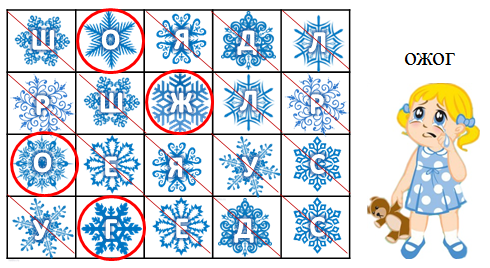 Ш О Я Д Л
Р Ш Ж Л Р
О Е Я У С
У Г Е Д С
ожог